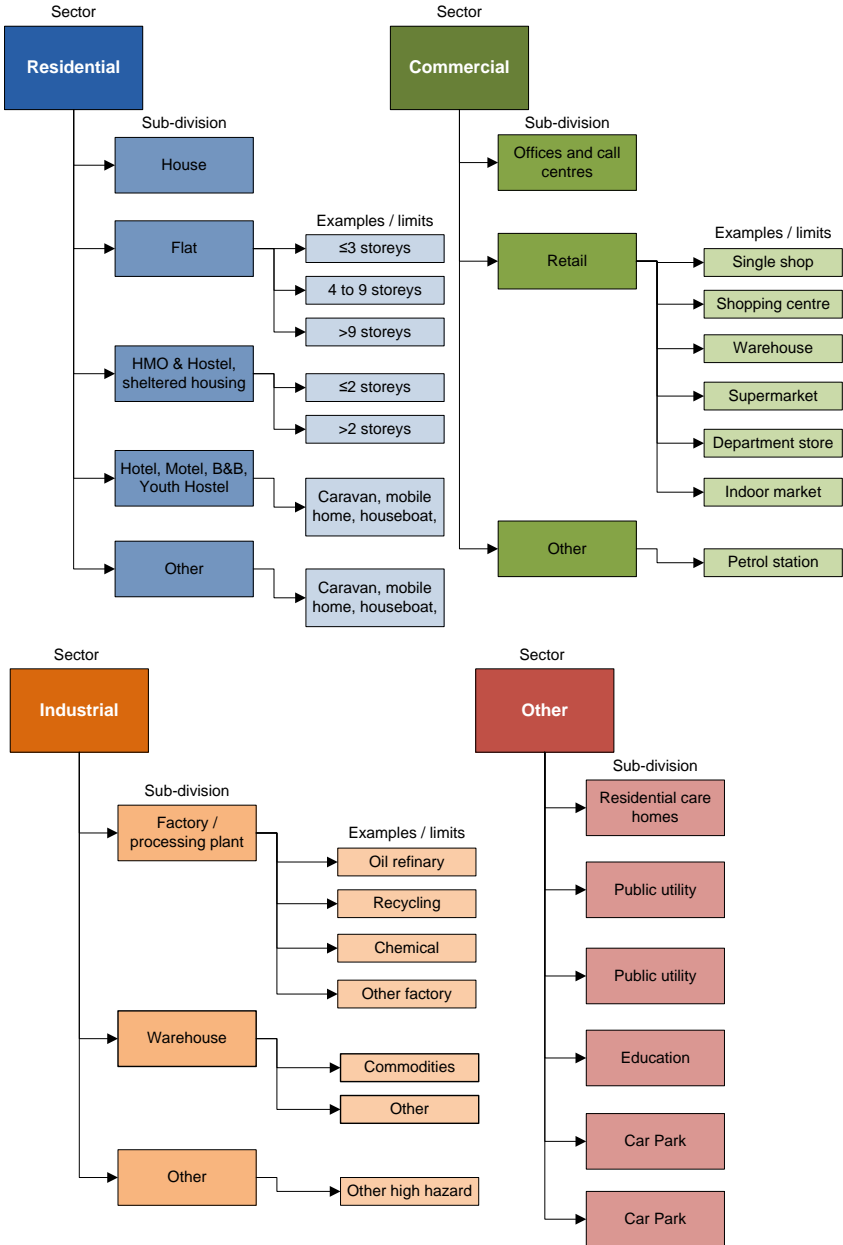 Sector
Residential
Sub-division
House
Flat
Examples / limits
≤3 storeys
4 to 9 storeys
>9 storeys
HMO & Hostel,
sheltered housing
≤2 storeys
>2 storeys
Hotel, Motel, B&B,
Youth Hostel
Caravan, mobile
home, houseboat,
Other
Caravan, mobile
home, houseboat,
Sector
Commercial
Sub-division
Offices and call
centres
Retail
Examples / limits
Single shop
Shopping centre
Warehouse
Supermarket
Department store
Indoor market
Other
Petrol station
Sector
Industrial
Sub-division
Factory /
processing plant
Examples / limits
Oil refinary
Recycling
Chemical
Other factory
Warehouse
Commodities
Other
Other
Other high hazard
Sector
Other
Sub-division
Residential care
homes
Public utility
Public utility
Education
Car Park
Car Park